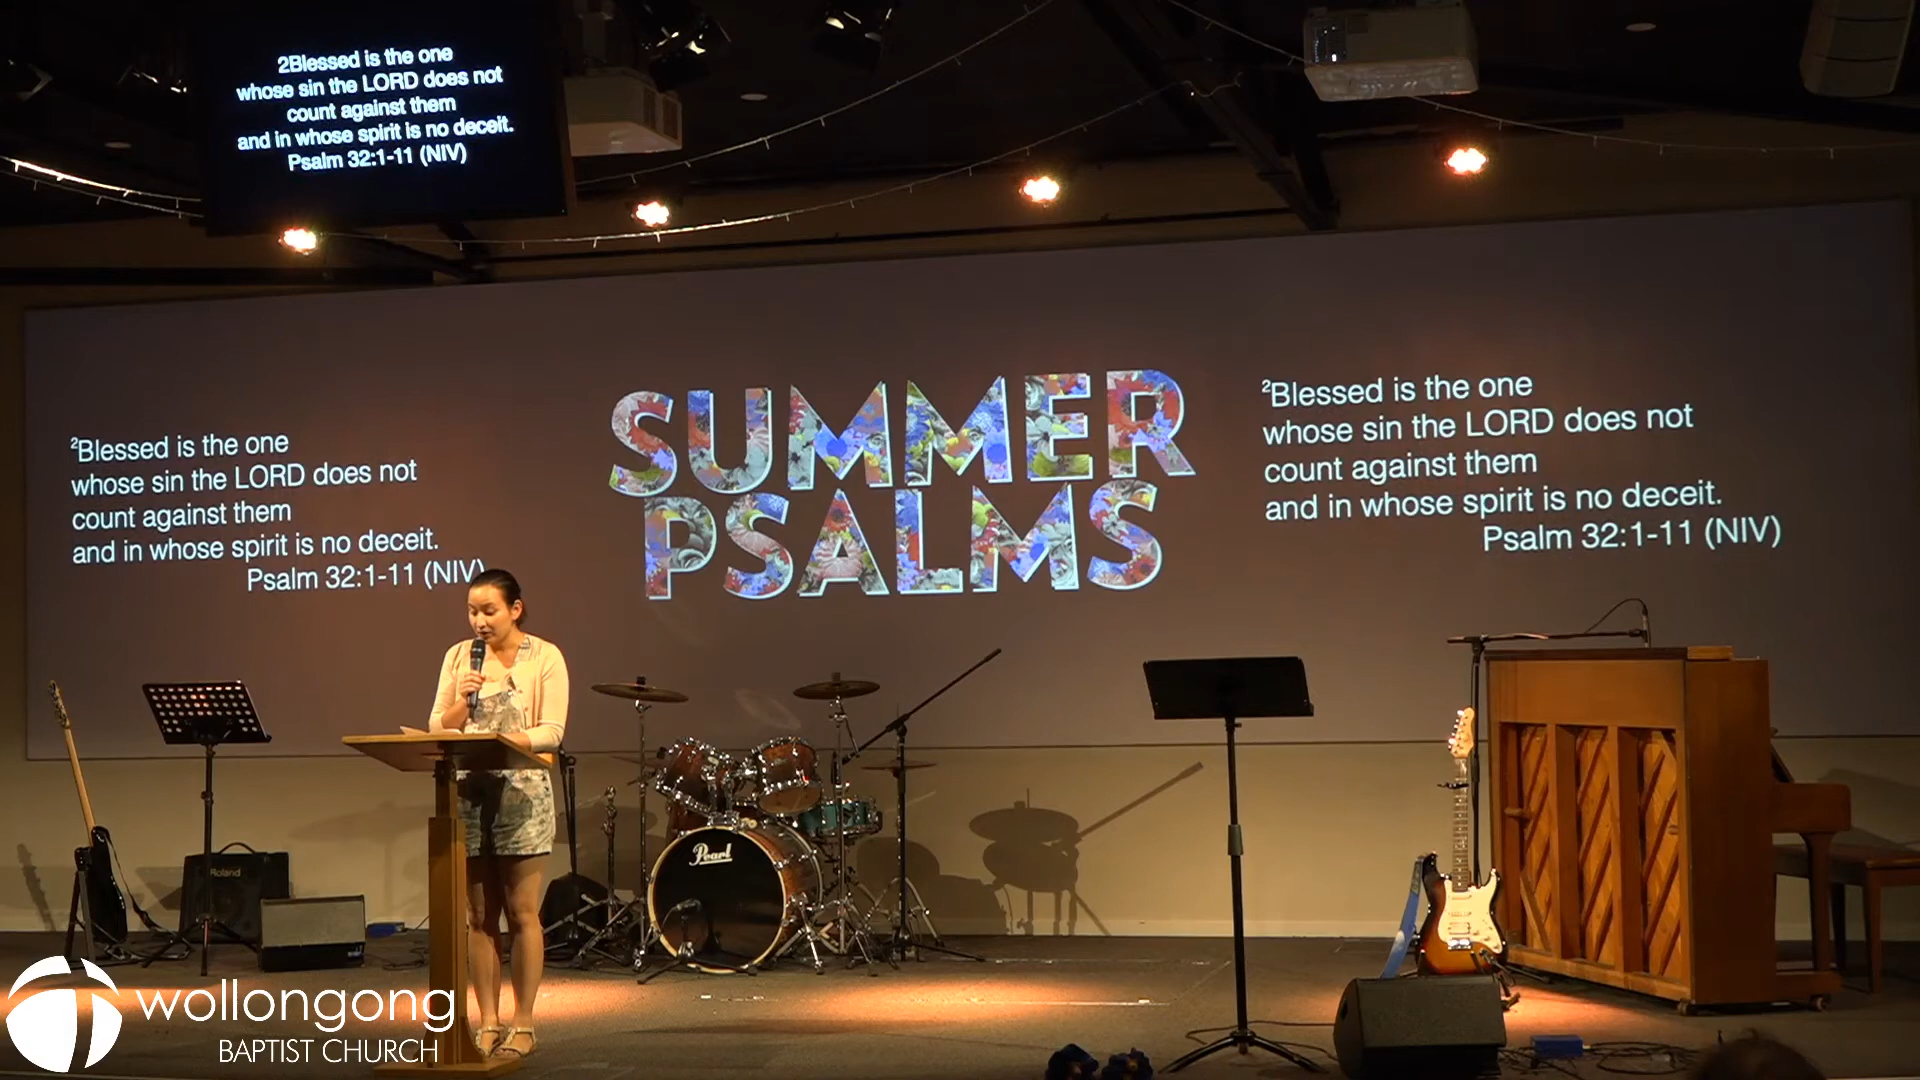 2Blessed is the one
whose sin the LORD does not
count against them
and in whose spirit is no deceit.
Psalm 32:1-11 (NIV)
²Blessed is the one
whose sin the LORD does not
count against them
and in whose spirit is no deceit.
Psalm 32:1-11 (NIV)
SUMMER
PSALMS
²Blessed is the one
whose sin the LORD does not
count against them
and in whose spirit is no deceit.
Psalm 32:1-11 (NIV)
Roland
Pearl
wollongong
BAPTIST CHURCH